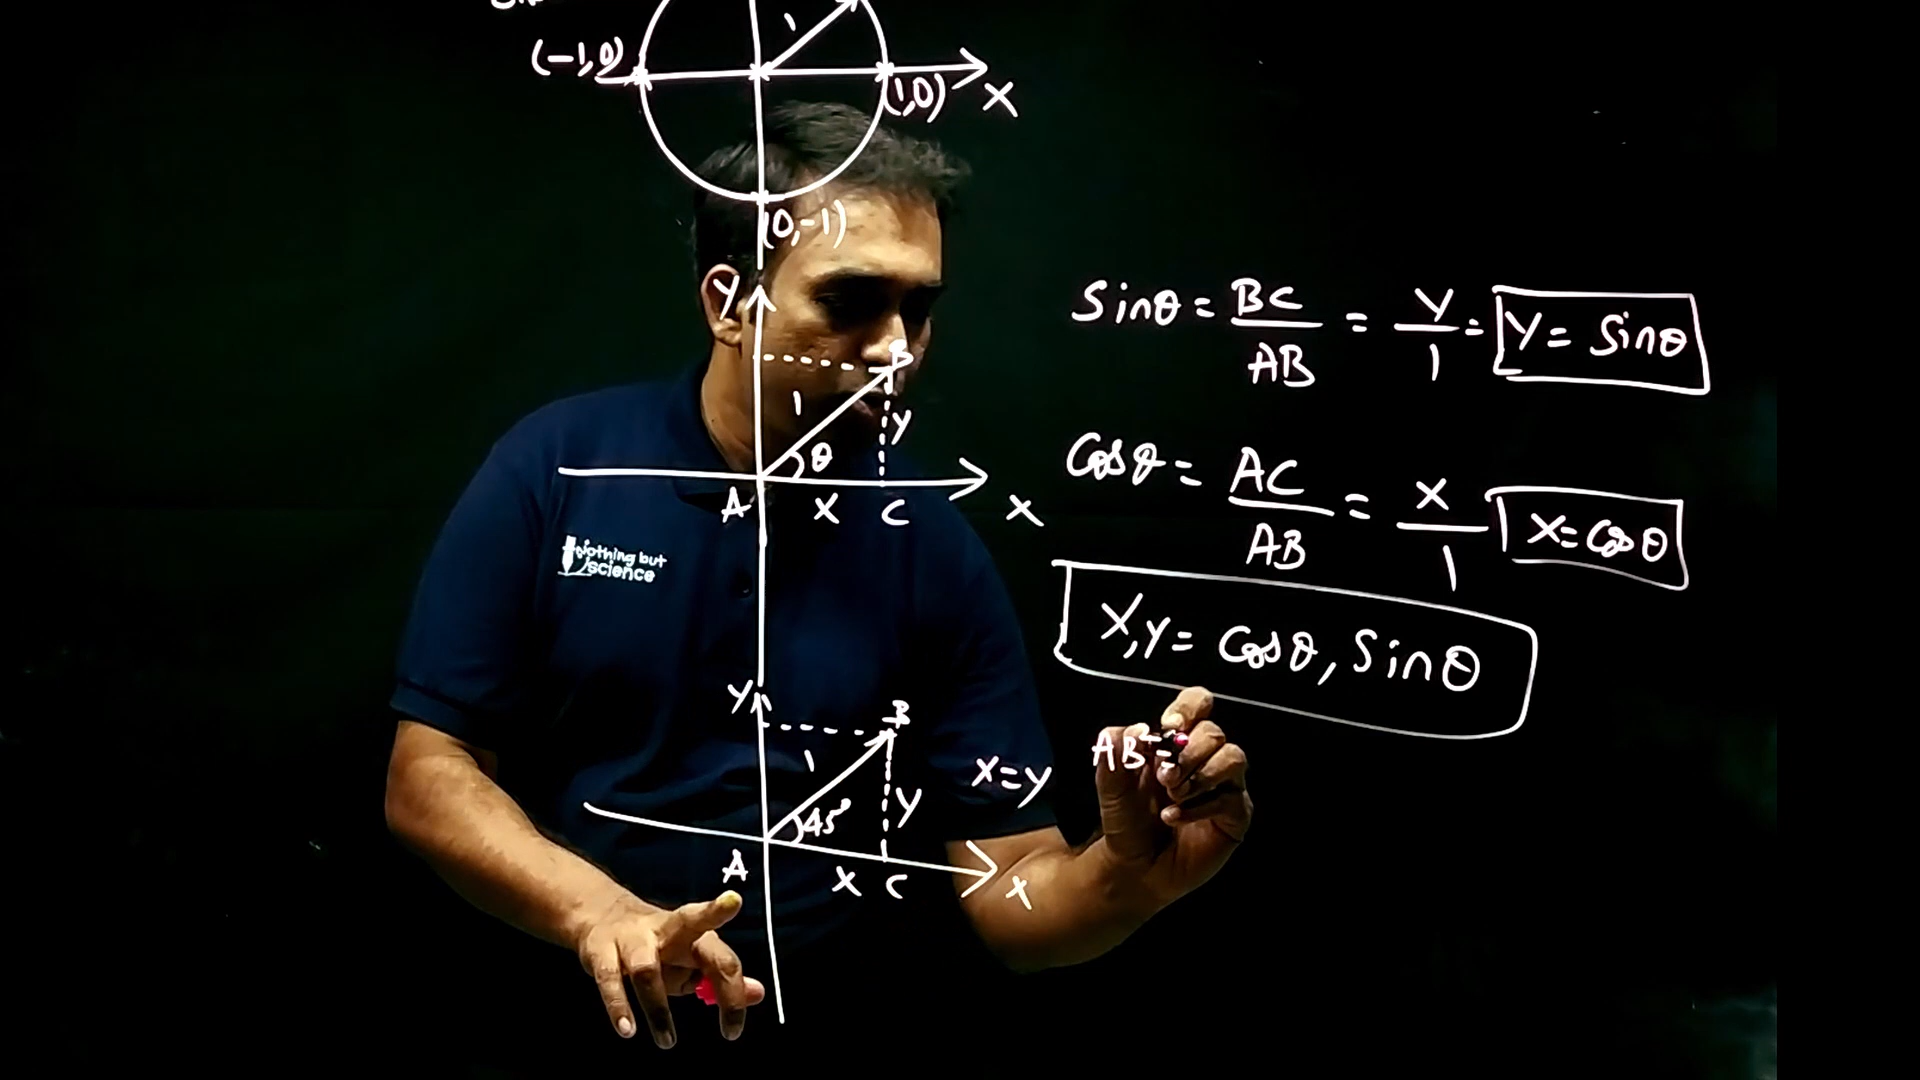 (-1,0)
1
(1,0)
X
(0,-1)
Y
B
1
y
θ
A
X
C
X
Nothing but
science
Sinθ = BC/AB = Y/1 = Y = Sinθ
Cosθ = AC/AB = X/1 X = Cosθ
X,Y = Cosθ, Sinθ
Y
B
1
X=Y
45°
Y
A
X
C
X
AB² =